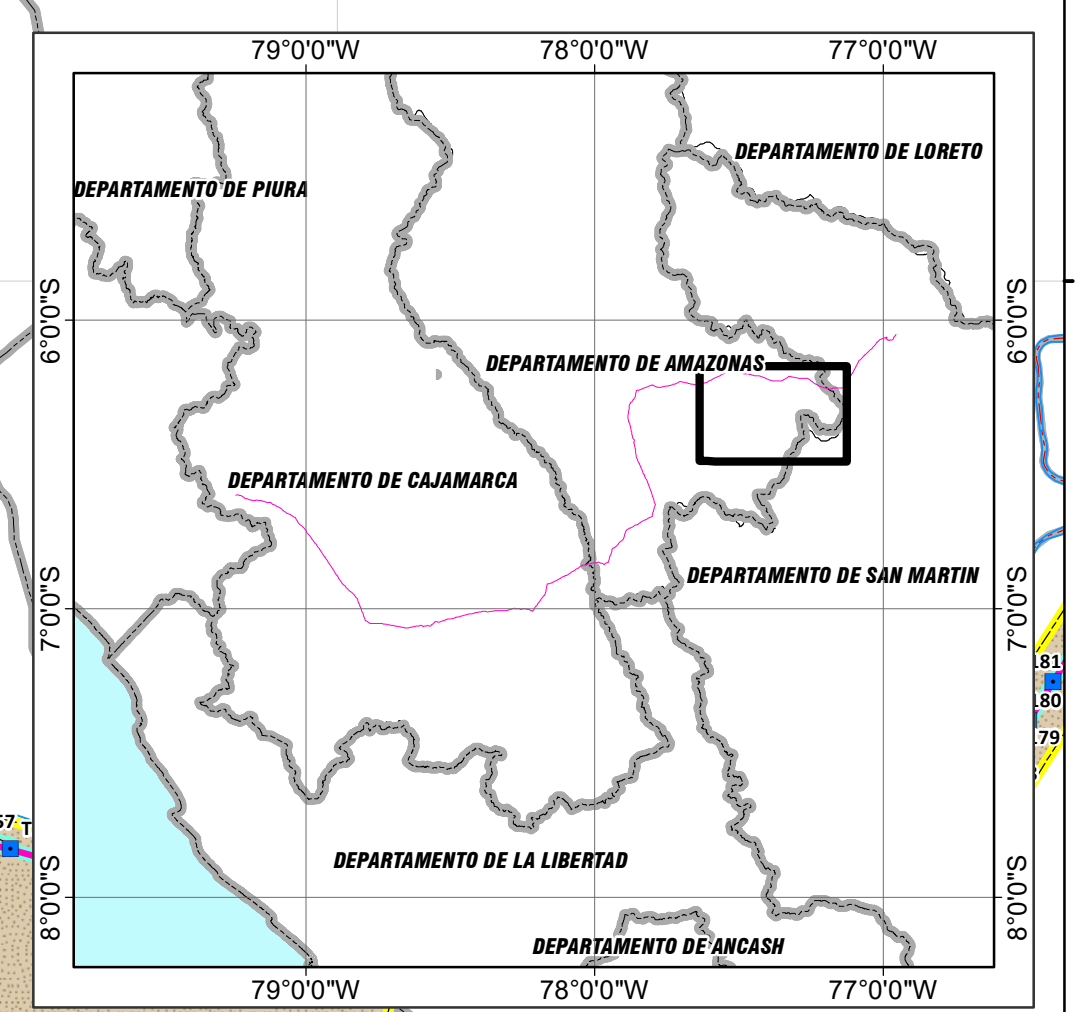 79°0'0"W 78°0'0"W 77°0'0"W
DEPARTAMENTO DE LORETO
DEPARTAMENTO DE PIURA
6°0'0"S 6°0'0"S
DEPARTAMENTO DE AMAZONAS
DEPARTAMENTO DE CAJAMARCA
DEPARTAMENTO DE SAN MARTIN
7°0'0"S 7°0'0"S
181
180
179
57 T
DEPARTAMENTO DE LA LIBERTAD
8°0'0"S 8°0'0"S
DEPARTAMENTO DE ANCASH
79°0'0"W 78°0'0"W 77°0'0"W